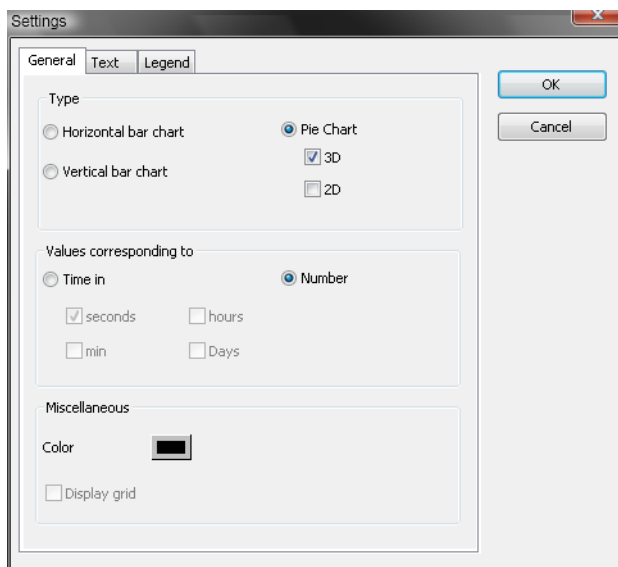 Settings
General Text Legend
OK
Cancel
Type
Horizontal bar chart
Pie Chart
3D
Vertical bar chart
2D
Values corresponding to
Time in
Number
seconds
hours
min
Days
Miscellaneous
Color
Display grid